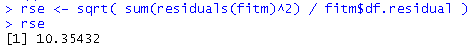 > rse <- sqrt( sum(residuals(fitm)^2) / fitm$df.residual )
> rse
[1] 10.35432